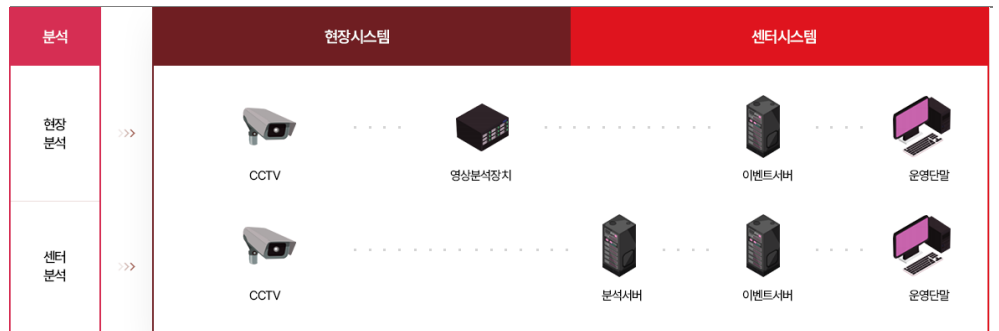 분석
현장시스템
센터시스템
현장
분석
CCTV
영상분석장치
이벤트서버
운영단말
센터
분석
CCTV
분석서버
이벤트서버
운영단말